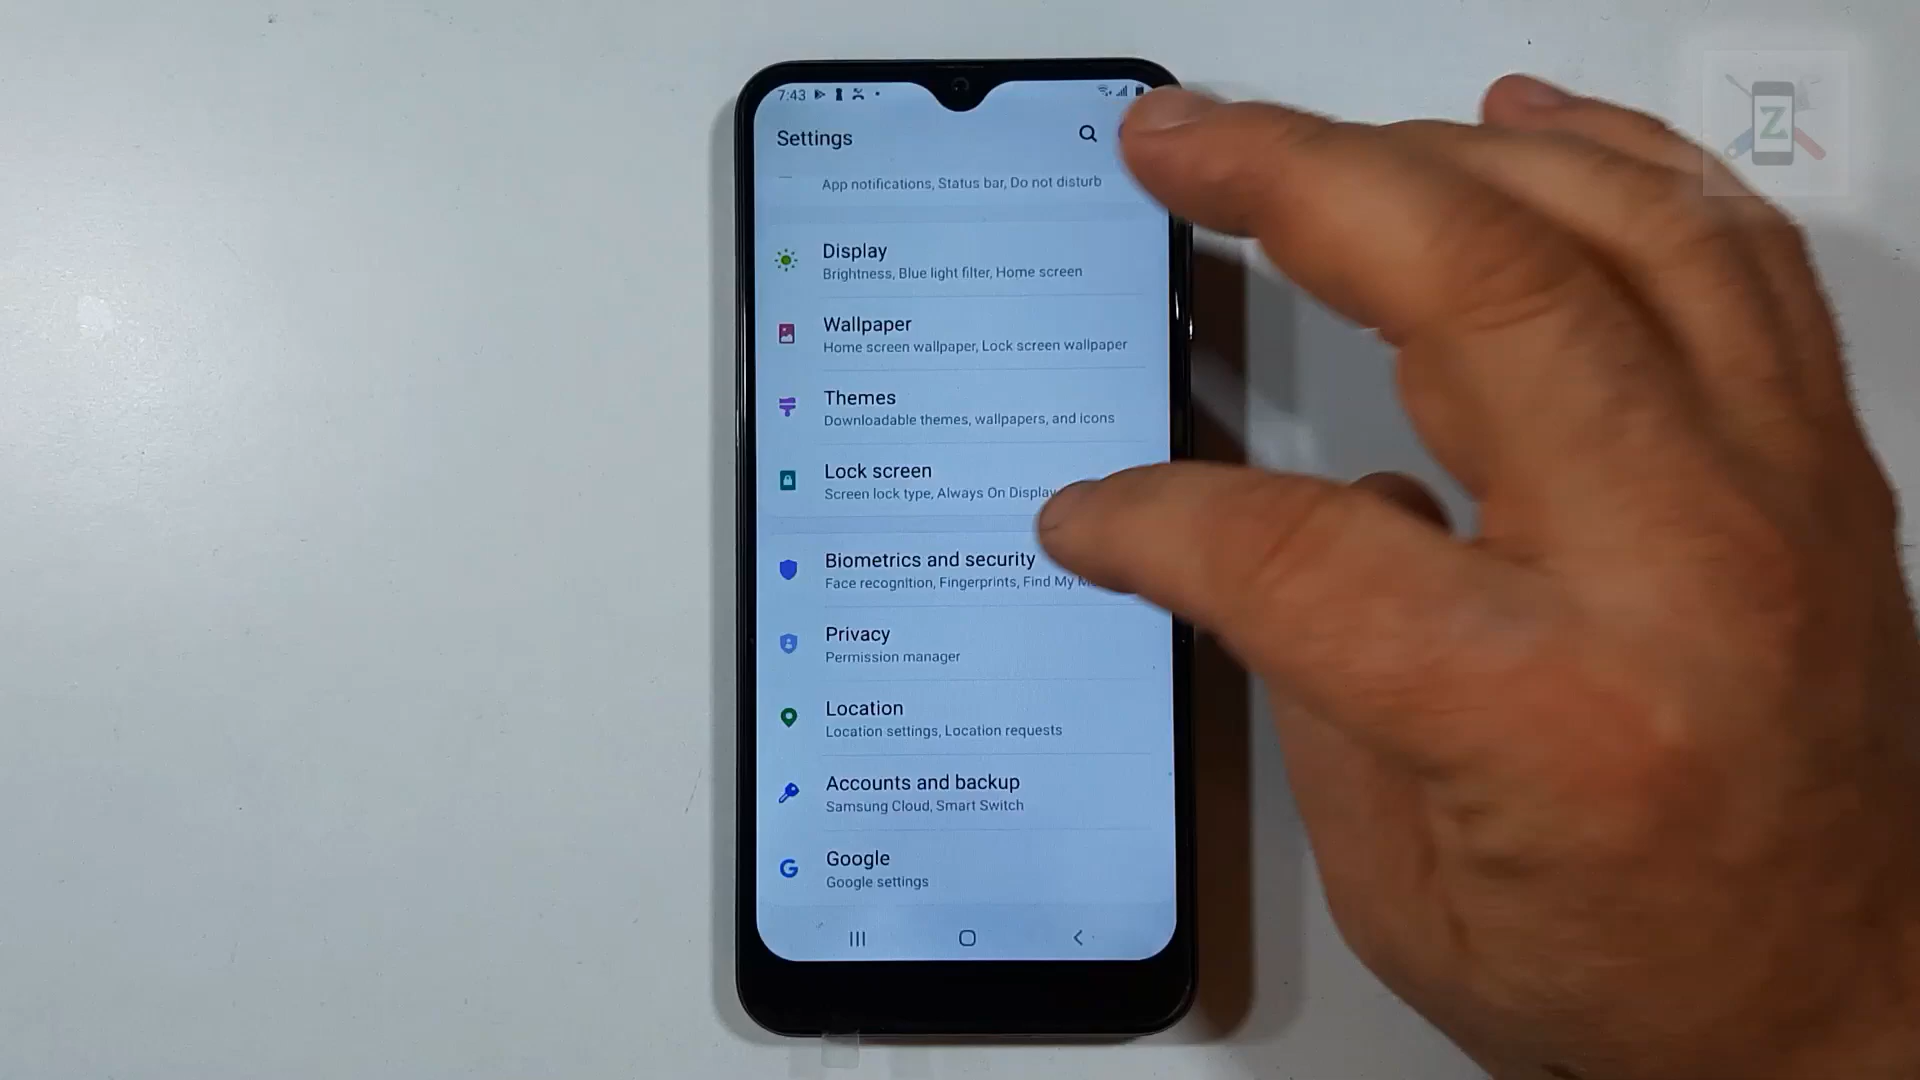 7:43
Settings
App notifications, Status bar, Do not disturb
Display
Brightness, Blue light filter, Home screen
Wallpaper
Home screen wallpaper, Lock screen wallpaper
Themes
Downloadable themes, wallpapers, and icons
Lock screen
Screen lock type, Always On Display
Biometrics and security
Face recognition, Fingerprints, Find My
Privacy
Permission manager
Location
Location settings, Location requests
Accounts and backup
Samsung Cloud, Smart Switch
G
Google
Google settings
Z